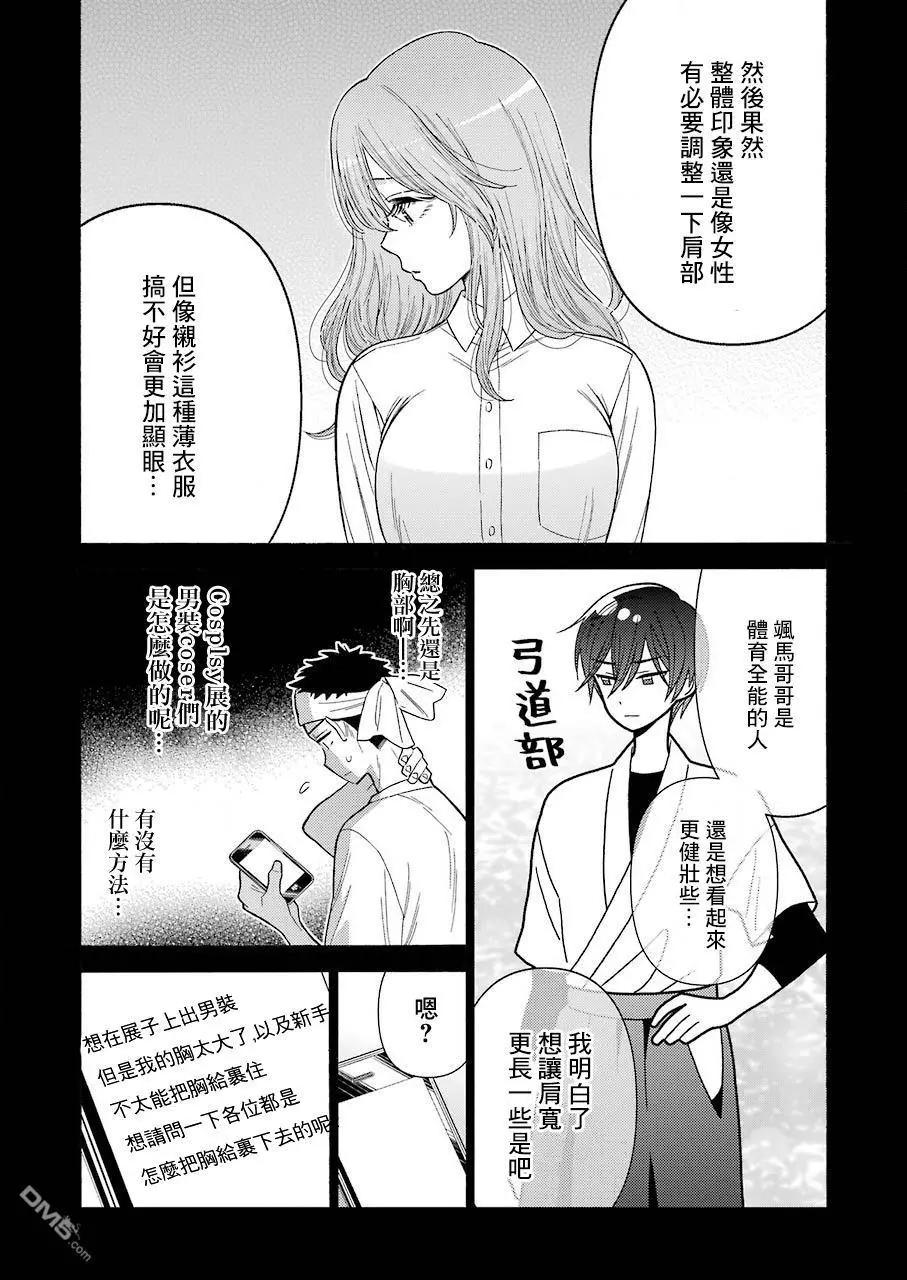 然後果然
整體印象還是像女性
有必要調整一下肩部
但像襯衫這種薄衣服
搞不好會更加顯眼…
颯馬哥哥是
體育全能的人
弓道部
還是想看起來
更健壯些…
我明白了
想讓肩寬
更長一些是吧
總之先還是
胸部啊——…
Cosplsy展的
男裝coser們
是怎麼做的呢…
有沒有
什麼方法…
嗯?
想在展子上出男裝
但是我的胸太大了,以及新手
不太能把胸給裹住
想請問一下各位都是
怎麼把胸給裹下去的呢
DM5
.com